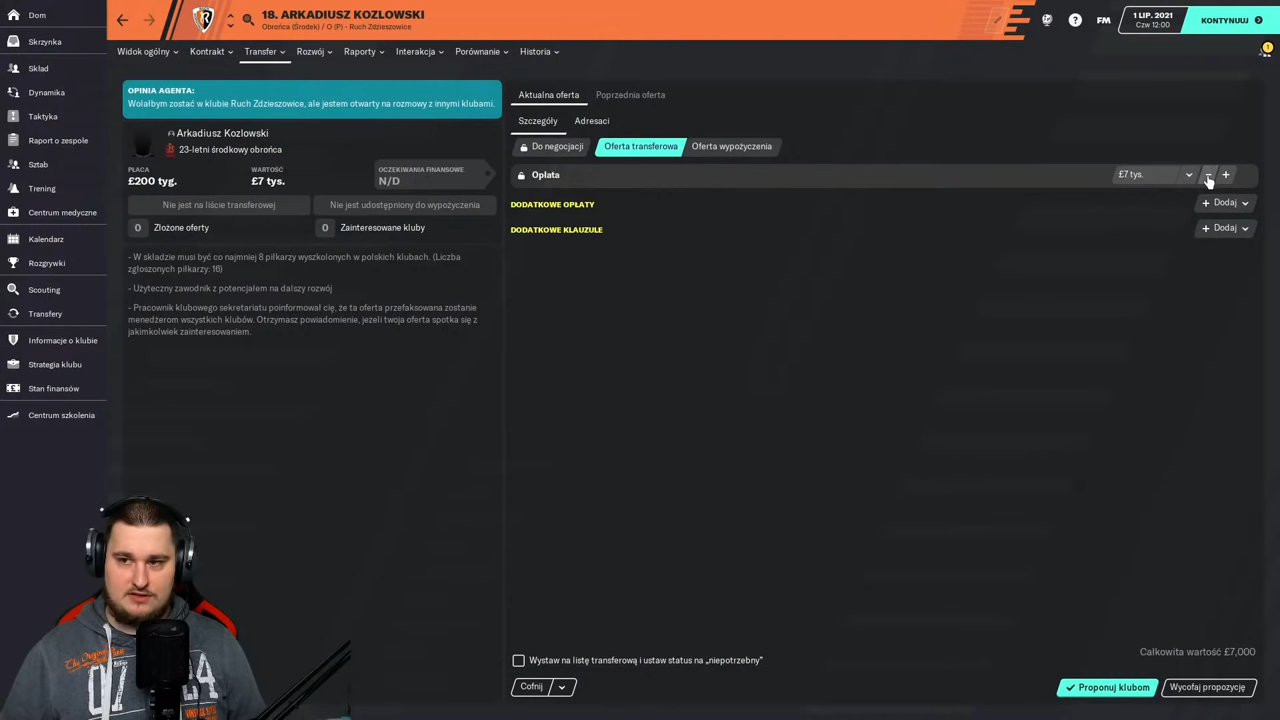 Dom
Skrzynka
Skład
Dynamika
Taktyka
Raport o zespole
Sztab
Trening
Centrum medyczne
Kalendarz
Rozgrywki
Scouting
Transfery
Informacje o klubie
Strategia klubu
Stan finansów
Centrum szkolenia
18. ARKADIUSZ KOZLOWSKI
Obrońca (Środek) / O (P) - Ruch Zdzieszowice
FM
1 LIP. 2021
Czw 12:00
KONTYNUUJ
1
Widok ogólny
Kontrakt
Transfer
Rozwój
Raporty
Interakcja
Porównanie
Historia
OPINIA AGENTA:
Wolałbym zostać w klubie Ruch Zdzieszowice, ale jestem otwarty na rozmowy z innymi klubami.
Arkadiusz Kozlowski
23-letni środkowy obrońca
PŁACA
£200 tyg.
WARTOŚĆ
£7 tys.
OCZEKIWANIA FINANSOWE
N/D
Nie jest na liście transferowej
Nie jest udostępniony do wypożyczenia
0 Złożone oferty
0 Zainteresowane kluby
- W składzie musi być co najmniej 8 piłkarzy wyszkolonych w polskich klubach. (Liczba
zgłoszonych piłkarzy: 16)
- Użyteczny zawodnik z potencjałem na dalszy rozwój
- Pracownik klubowego sekretariatu poinformował cię, że ta oferta przefaksowana zostanie
menedżerom wszystkich klubów. Otrzymasz powiadomienie, jeżeli twoja oferta spotka się z
jakimkolwiek zainteresowaniem.
Aktualna oferta
Poprzednia oferta
Szczegóły
Adresaci
Do negocjacji
Oferta transferowa
Oferta wypożyczenia
Opłata
£7 tys.
DODATKOWE OPŁATY
+ Dodaj
DODATKOWE KLAUZULE
+ Dodaj
Całkowita wartość £7,000
Wystaw na listę transferową i ustaw status na „niepotrzebny”
Cofnij
Proponuj klubom
Wycofaj propozycję